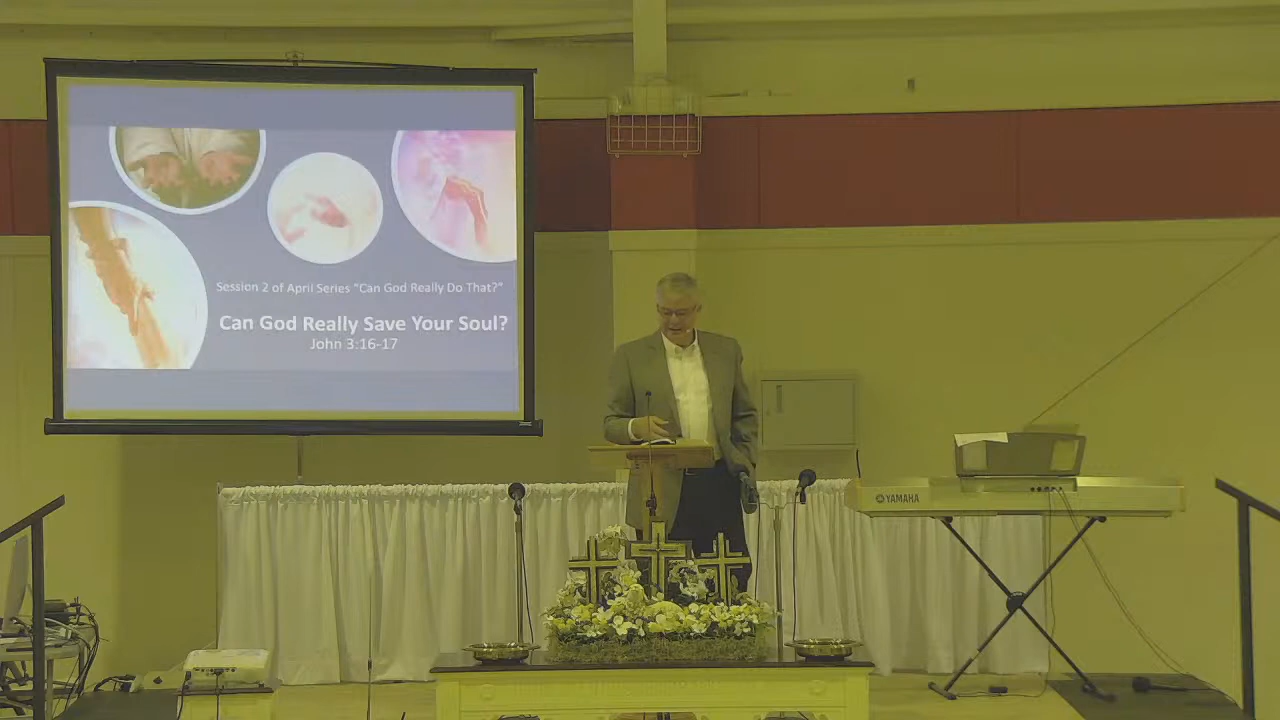 Session 2 of April Series "Can God Really Do That?"
Can God Really Save Your Soul?
John 3:16-17
YAMAHA